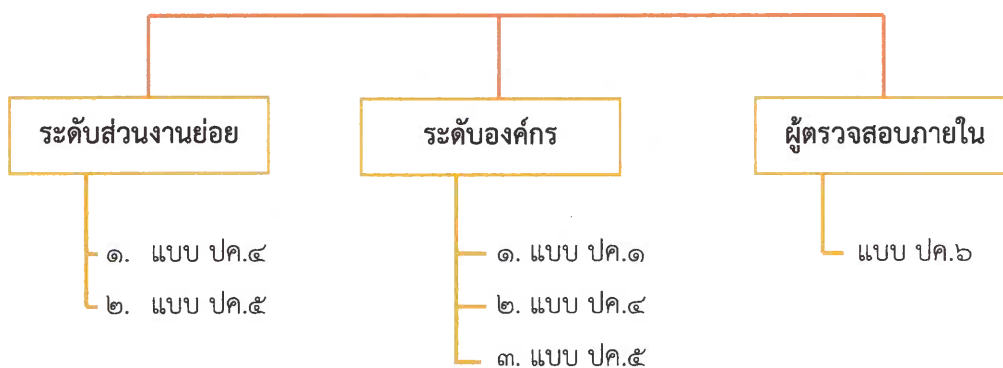 ระดับส่วนงานย่อย
๑. แบบ ปค.๔
๒. แบบ ปค.๕
ระดับองค์กร
๑. แบบ ปค.๑
๒. แบบ ปค.๔
๓. แบบ ปค.๕
ผู้ตรวจสอบภายใน
แบบ ปค.๖